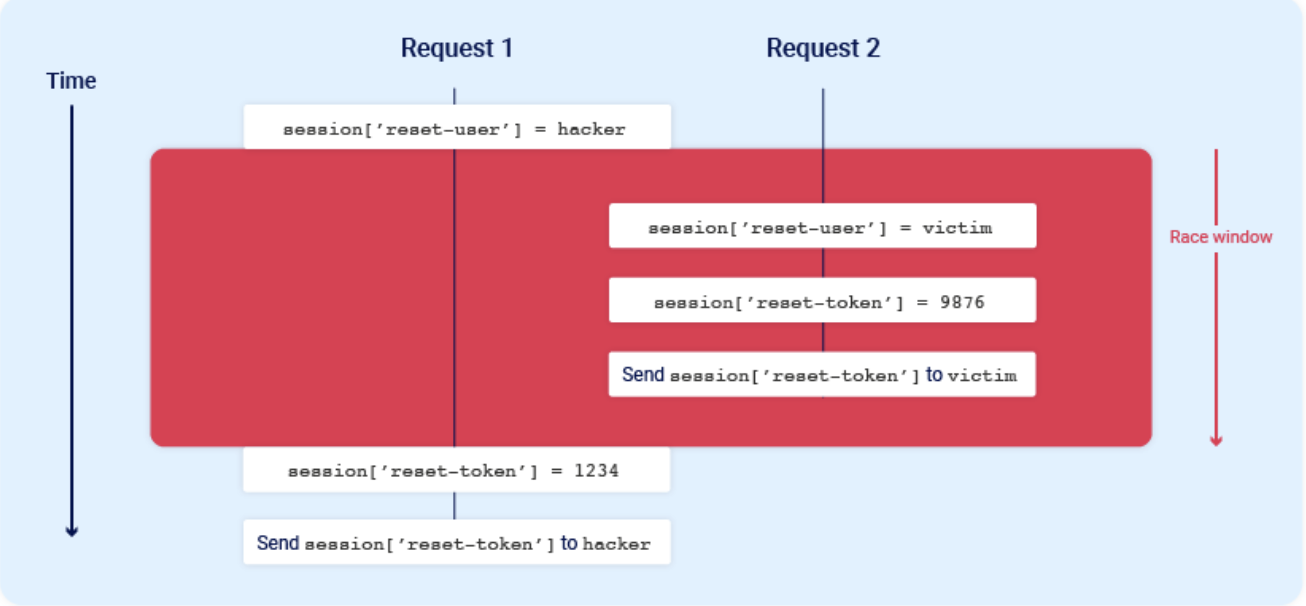 Request 1
Request 2
Time
session['reset-user'] = hacker
session['reset-user'] = victim
Race window
session['reset-token'] = 9876
Send session['reset-token'] to victim
session['reset-token'] = 1234
Send session['reset-token'] to hacker